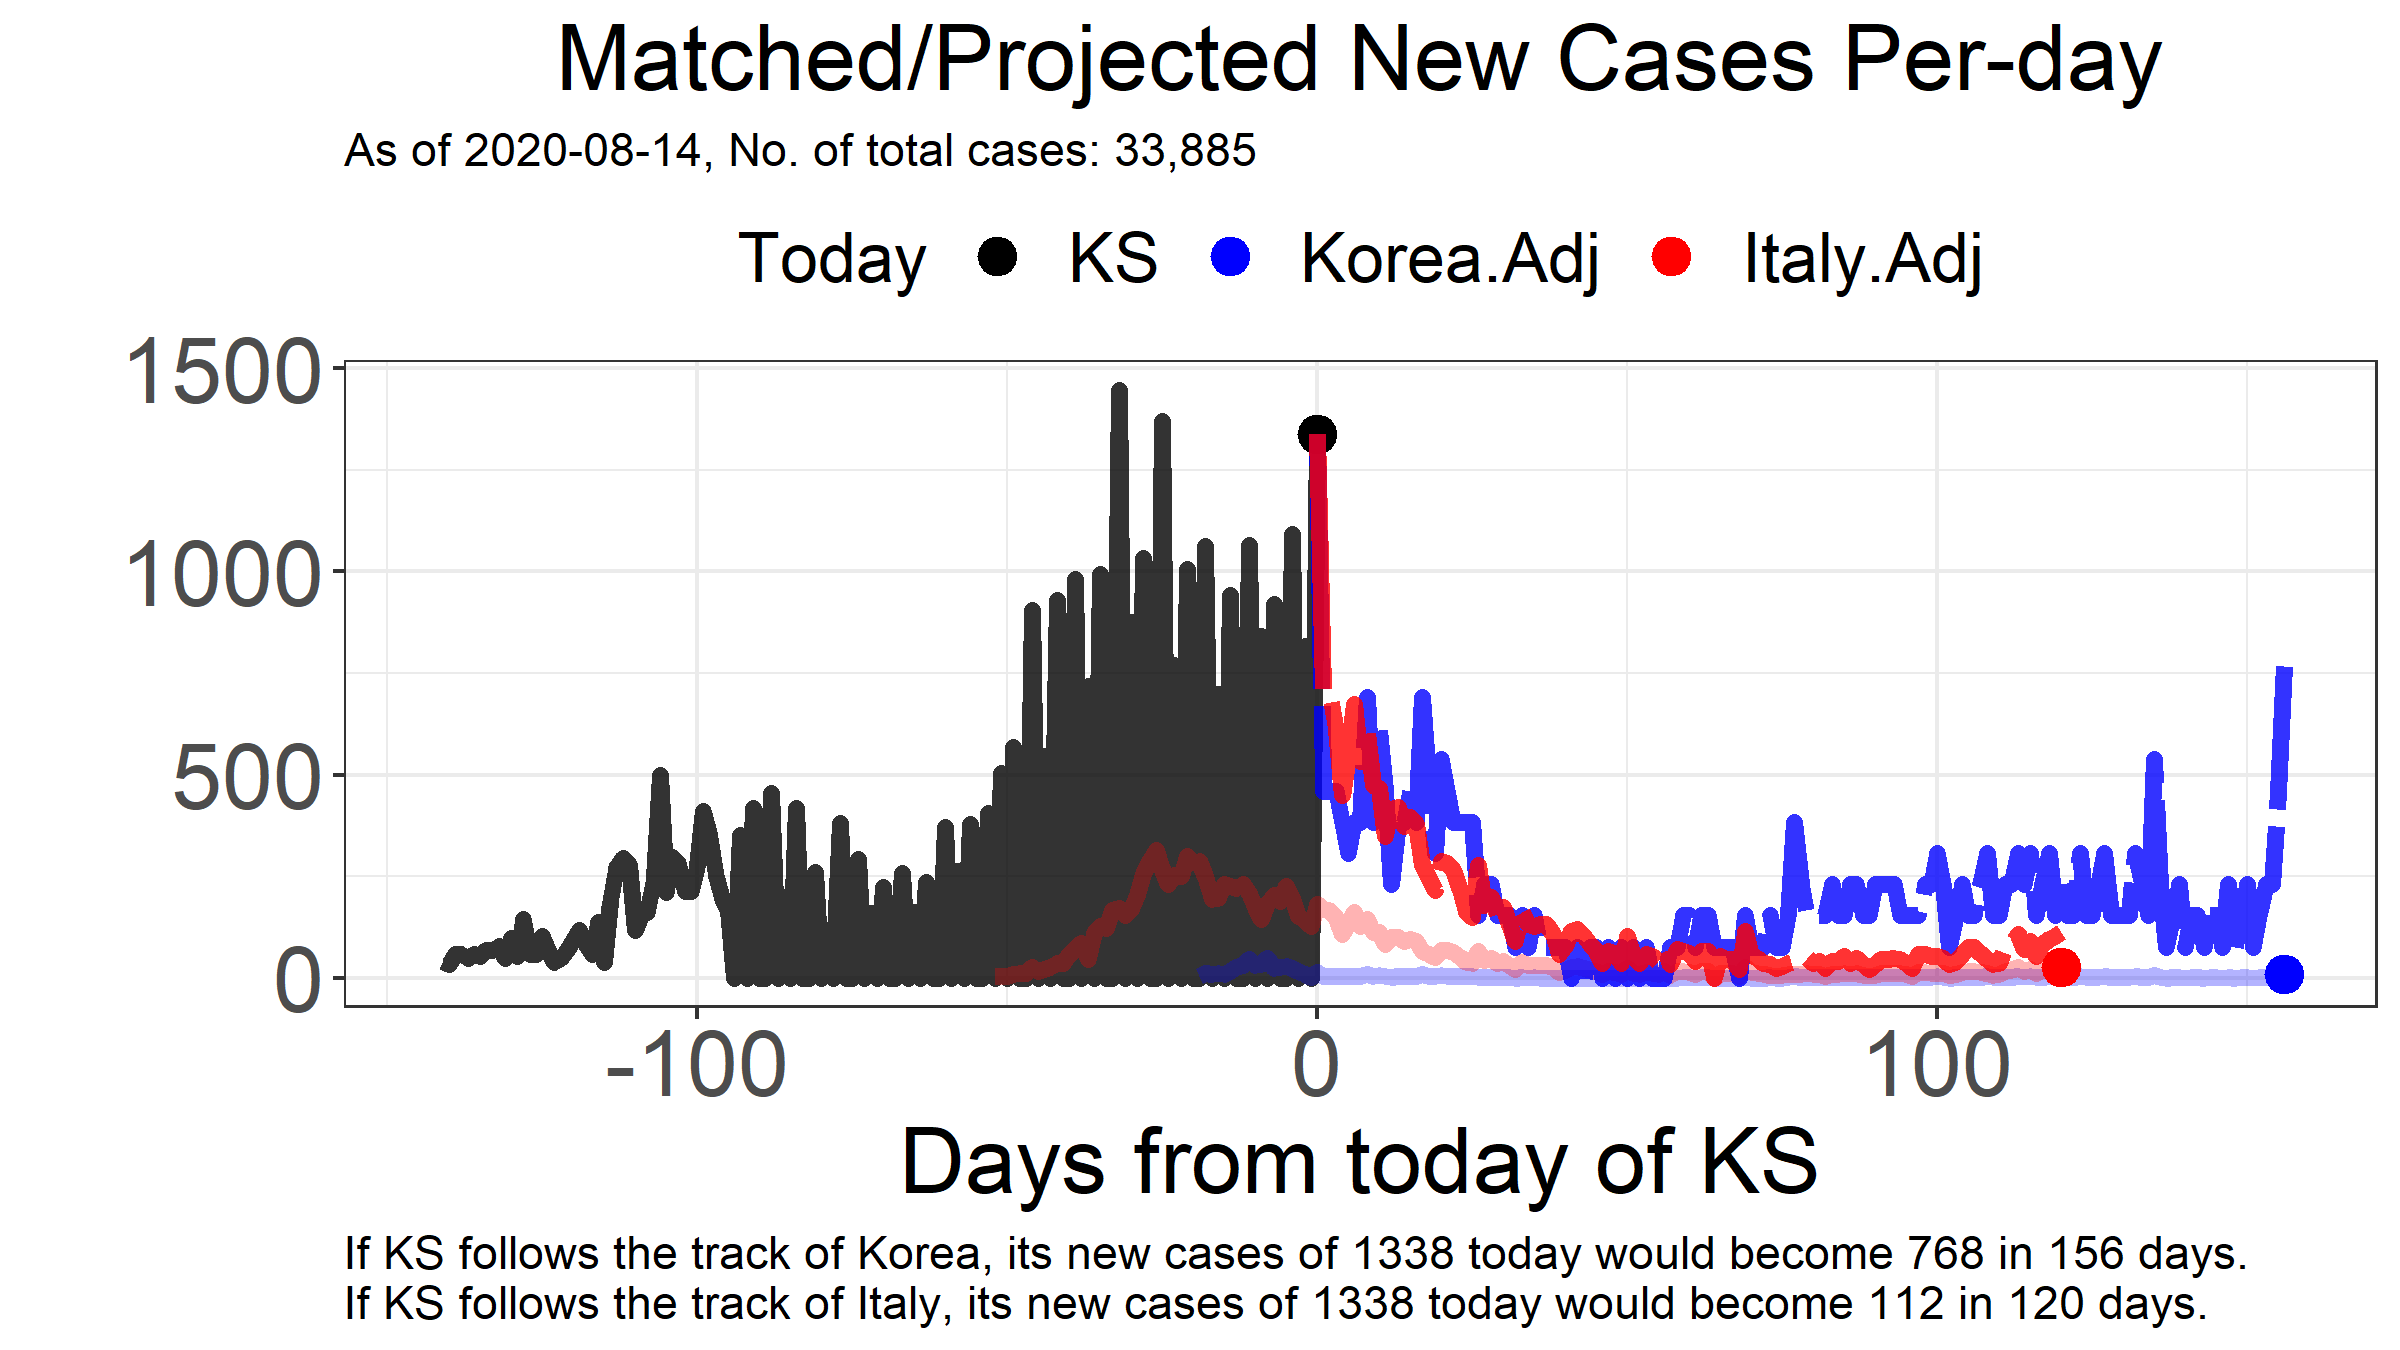 Matched/Projected New Cases Per-day
As of 2020-08-14, No. of total cases: 33,885
Today KS Korea.Adj Italy.Adj
1500
1000
500
0
-100 0 100
Days from today of KS
If KS follows the track of Korea, its new cases of 1338 today would become 768 in 156 days.
If KS follows the track of Italy, its new cases of 1338 today would become 112 in 120 days.